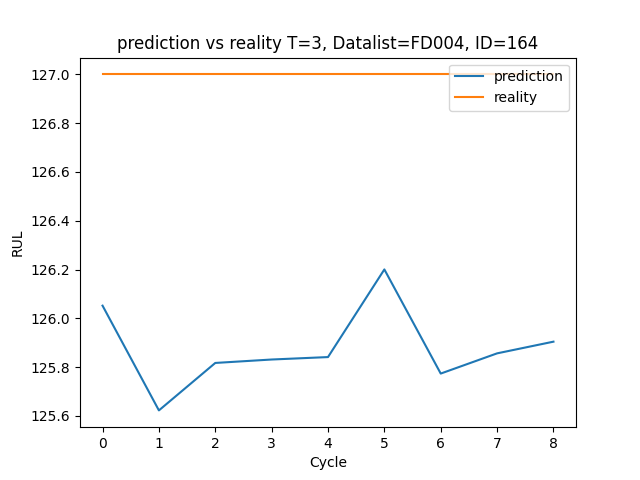 prediction vs reality T=3, Datalist=FD004, ID=164
127.0
126.8
126.6
126.4
126.2
126.0
125.8
125.6
RUL
prediction
reality
0 1 2 3 4 5 6 7 8
Cycle